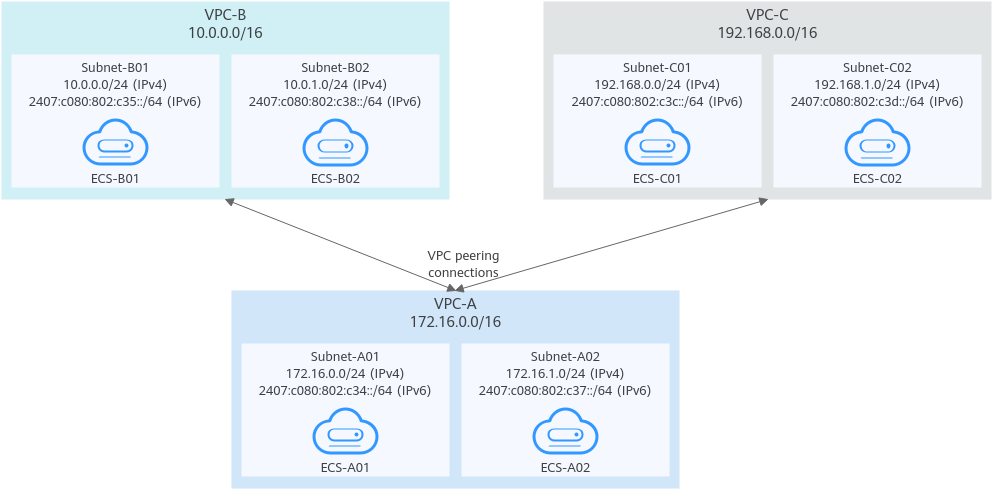 VPC-B
10.0.0.0/16
Subnet-B01
10.0.0.0/24 (IPv4)
2407:c080:802:c35::/64 (IPv6)
ECS-B01
Subnet-B02
10.0.1.0/24 (IPv4)
2407:c080:802:c38::/64 (IPv6)
ECS-B02
VPC-C
192.168.0.0/16
Subnet-C01
192.168.0.0/24 (IPv4)
2407:c080:802:c3c::/64 (IPv6)
ECS-C01
Subnet-C02
192.168.1.0/24 (IPv4)
2407:c080:802:c3d::/64 (IPv6)
ECS-C02
VPC peering
connections
VPC-A
172.16.0.0/16
Subnet-A01
172.16.0.0/24 (IPv4)
2407:c080:802:c34::/64 (IPv6)
ECS-A01
Subnet-A02
172.16.1.0/24 (IPv4)
2407:c080:802:c37::/64 (IPv6)
ECS-A02